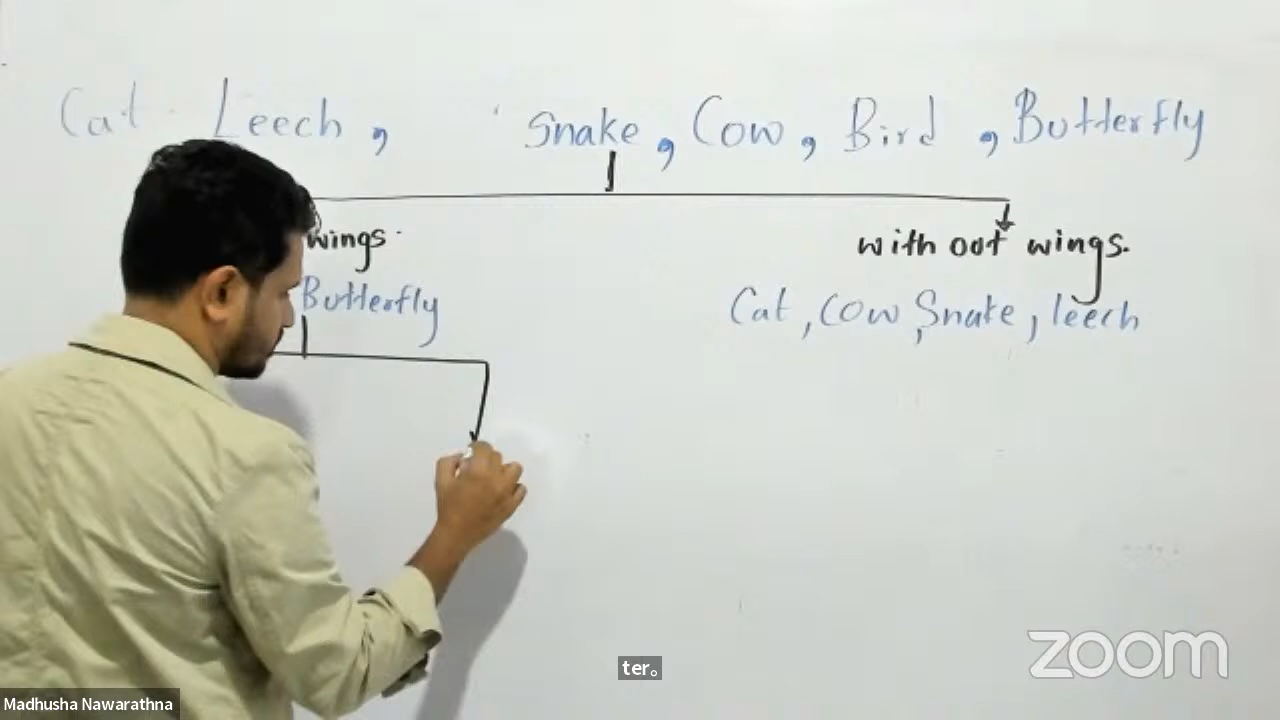 Cat Leech , Snake , Cow , Bird , Butterfly
wings. with out wings.
Butterfly Cat , Cow , Snake , leech
zoom
ter。
Madhusha Nawarathna